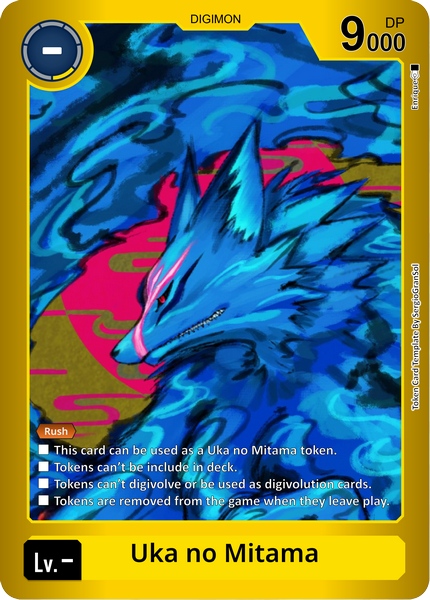 DIGIMON
-
DP
9000
Enrique
Rush
This card can be used as a Uka no Mitama token.
Tokens can't be include in deck.
Tokens can't digivolve or be used as digivolution cards.
Tokens are removed from the game when they leave play.
Token Card Template By SergioGranSol
Lv.-
Uka no Mitama